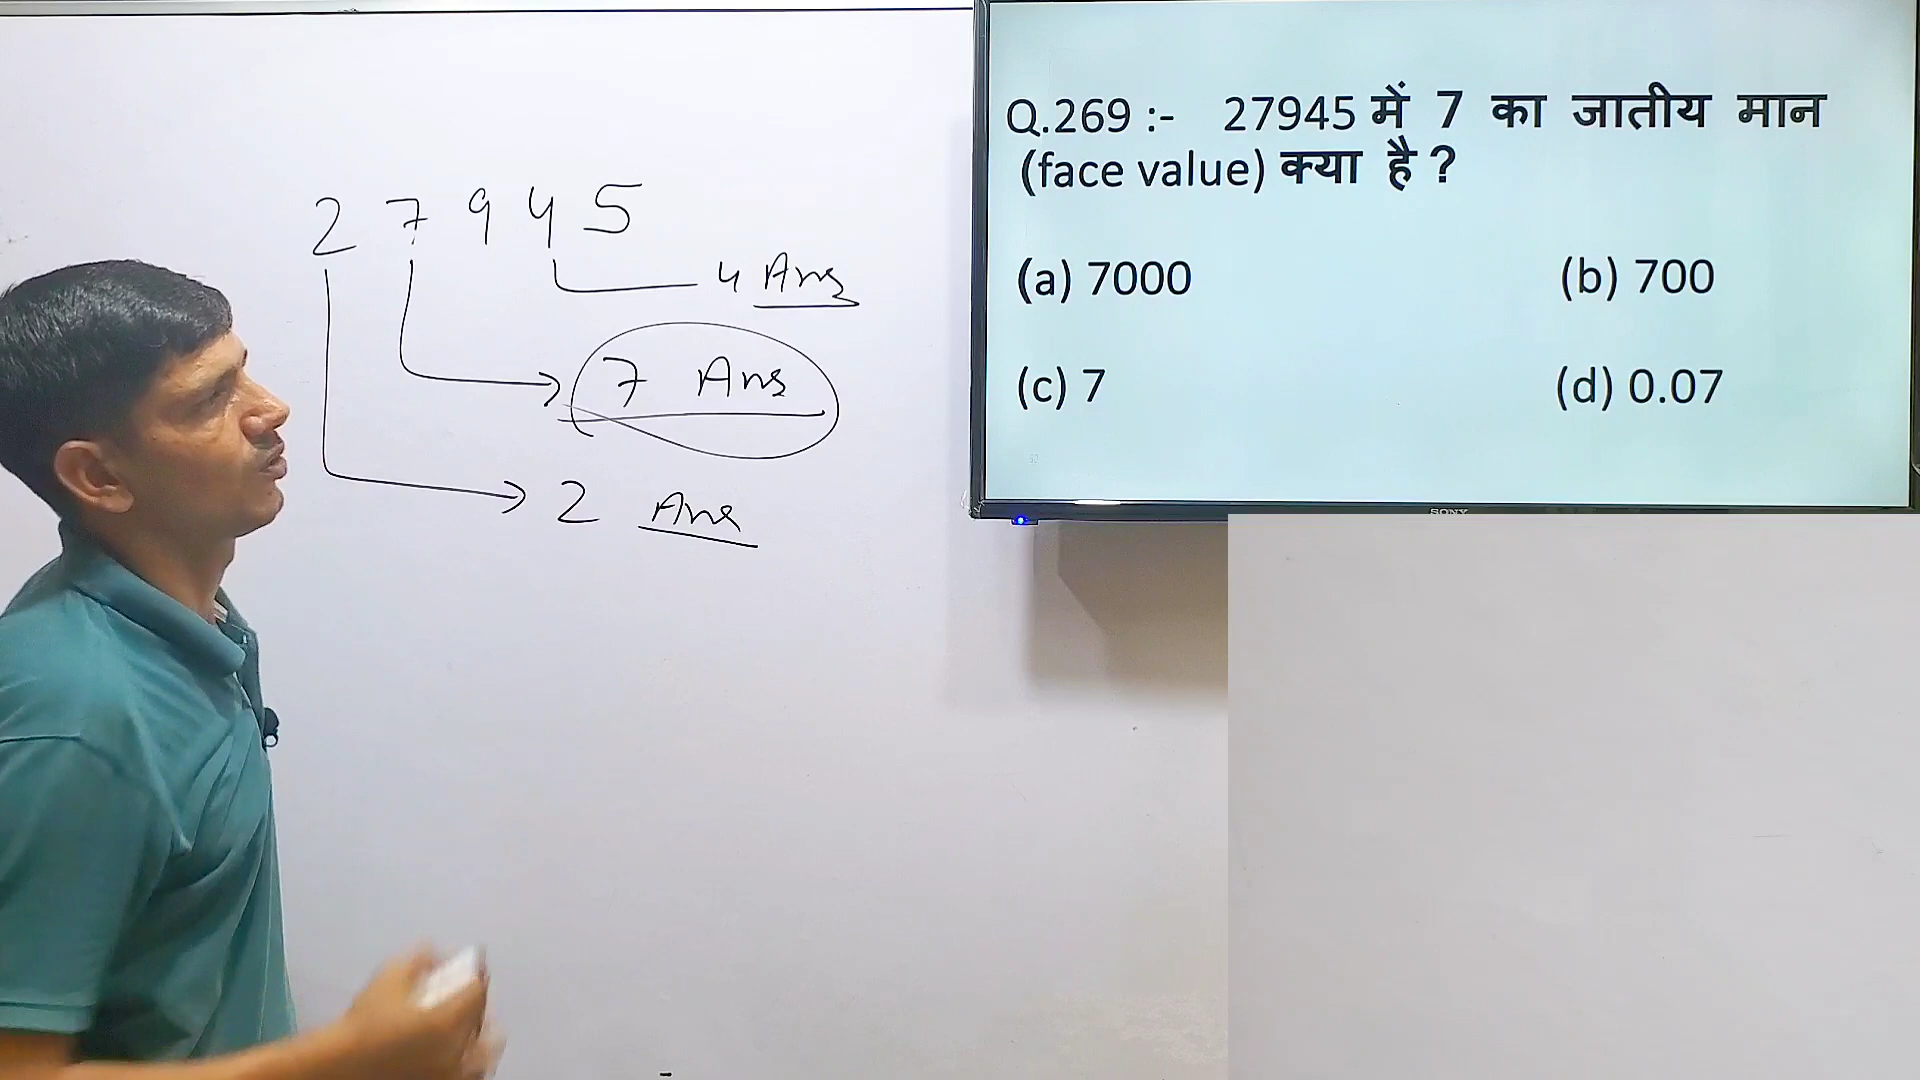 2 7 9 4 5
4 Ans
7 Ans
2 Ans
Q.269 :- 27945 में 7 का जातीय मान
(face value) क्या है ?
(a) 7000 (b) 700
(c) 7 (d) 0.07
52
SONY